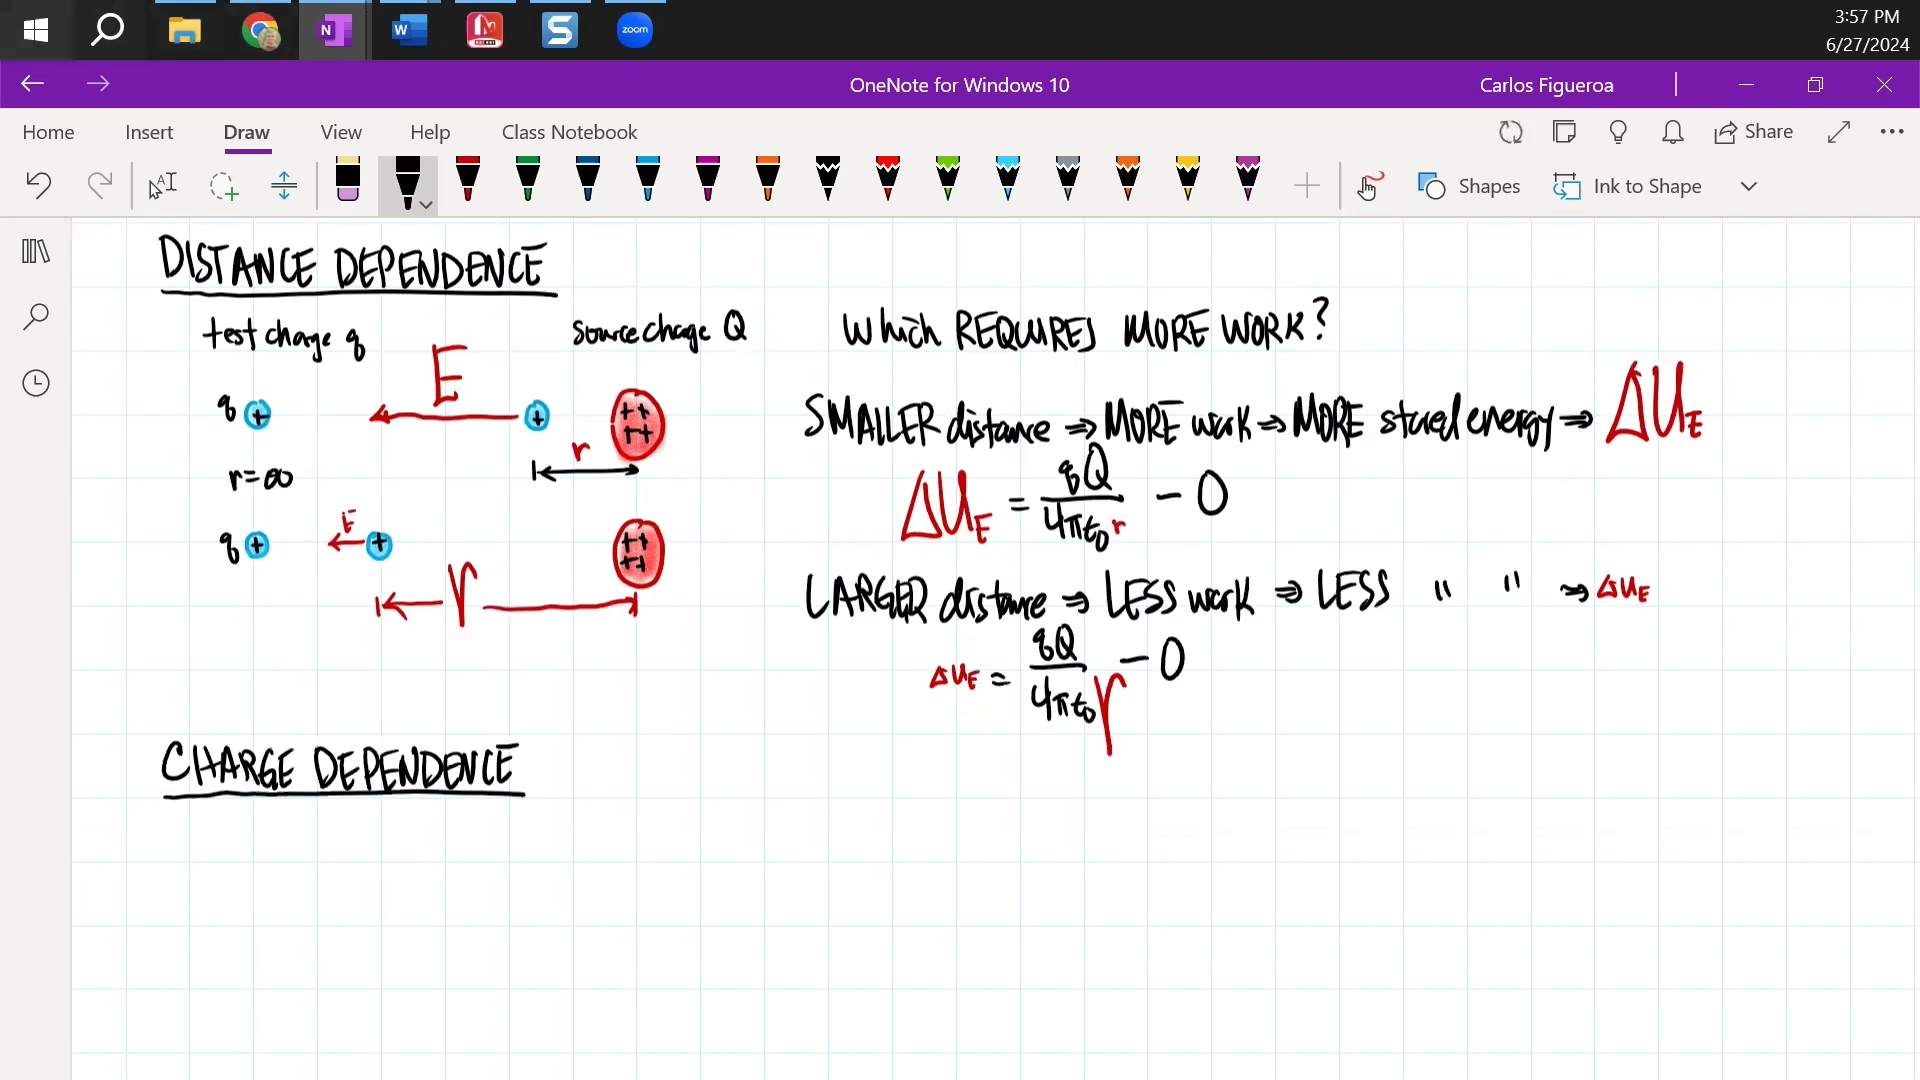 3:57 PM
zoom
6/27/2024
OneNote for Windows 10
Carlos Figueroa
Home Insert Draw View Help Class Notebook
Share
Shapes
Ink to Shape
DISTANCE DEPENDENCE
test charge q
source charge Q
Which REQUIRES MORE WORK?
E
q + + ++ ++
r
SMALLER distance ⇒ MORE work ⇒ MORE stored energy ⇒ ΔU_E
r=∞
ΔU_E = qQ/4πε₀r - 0
E
q + + ++ ++
r
LARGER distance ⇒ LESS work ⇒ LESS " " ⇒ ΔU_E
ΔU_E = qQ/4πε₀r - 0
CHARGE DEPENDENCE